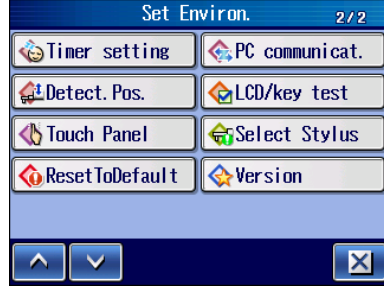 Set Environ. 2/2
Timer setting PC communicat.
Detect.Pos. LCD/key test
Touch Panel Select Stylus
ResetToDefault Version